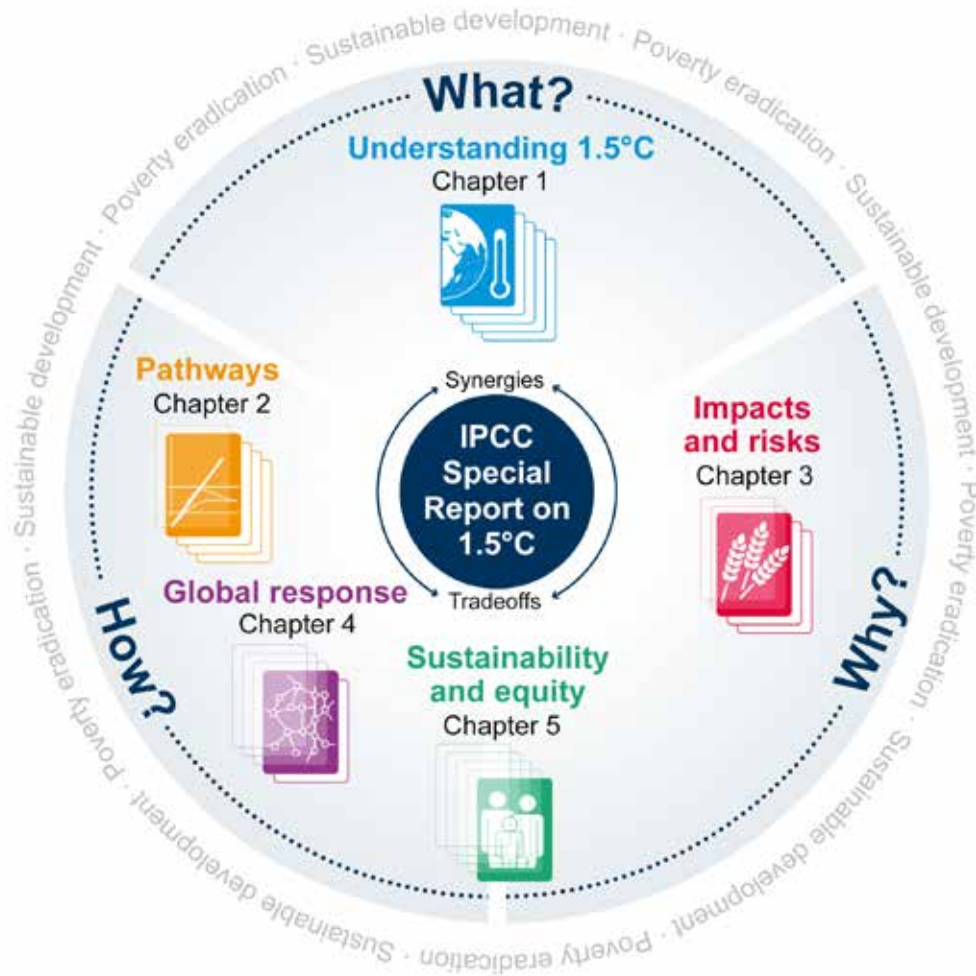 Poverty eradication · Sustainable development · Poverty eradication · Sustainable development · Poverty eradication · Sustainable development · Poverty eradication · Sustainable development · Poverty eradication · Sustainable development ·
What?
Understanding 1.5°C
Chapter 1
Pathways
Chapter 2
Synergies
IPCC
Special
Report on
1.5°C
Tradeoffs
Impacts
and risks
Chapter 3
Global response
Chapter 4
Sustainability
and equity
Chapter 5
How?
Why?